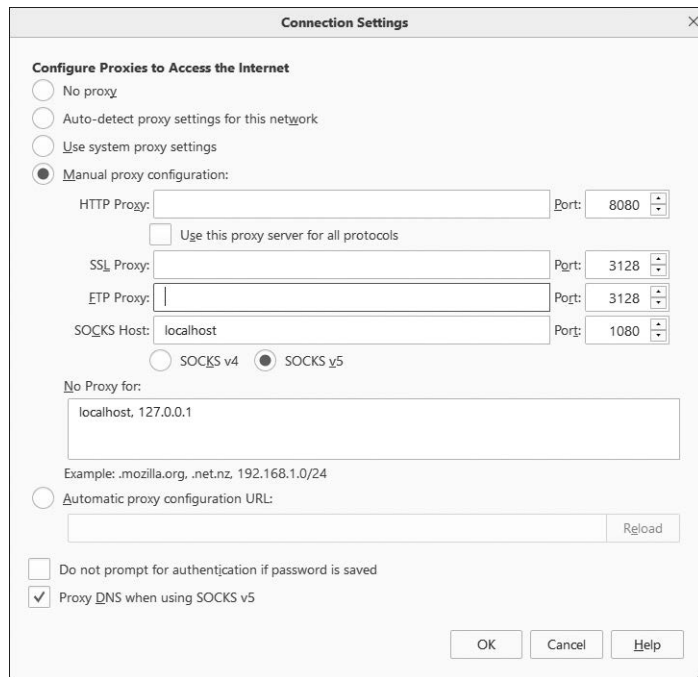 Connection Settings
Configure Proxies to Access the Internet
No proxy
Auto-detect proxy settings for this network
Use system proxy settings
Manual proxy configuration:
HTTP Proxy: Port: 8080
Use this proxy server for all protocols
SSL Proxy: Port: 3128
FTP Proxy: Port: 3128
SOCKS Host: localhost Port: 1080
SOCKS v4 SOCKS v5
No Proxy for:
localhost, 127.0.0.1
Example: .mozilla.org, .net.nz, 192.168.1.0/24
Automatic proxy configuration URL:
Reload
Do not prompt for authentication if password is saved
Proxy DNS when using SOCKS v5
OK Cancel Help